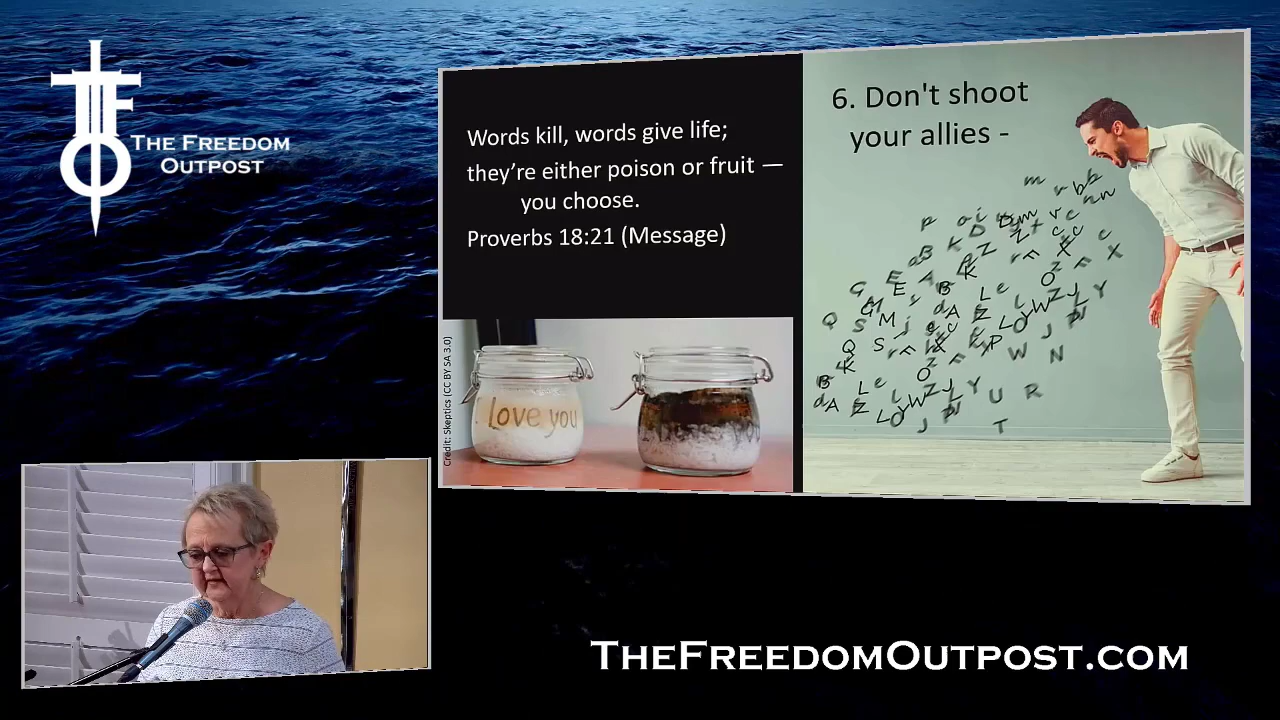 THE FREEDOM
OUTPOST
Words kill, words give life;
they're either poison or fruit —
you choose.
Proverbs 18:21 (Message)
6. Don't shoot
your allies -
Credit: Skeptics (CC BY SA 3.0)
I love you
THEFREEDOMOUTPOST.COM